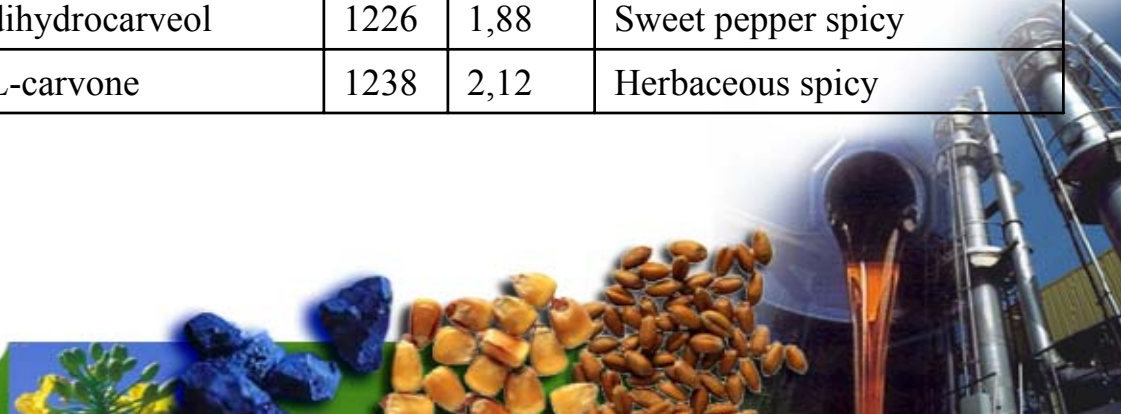 dihydrocarveol 1226 1,88 Sweet pepper spicy
L-carvone 1238 2,12 Herbaceous spicy